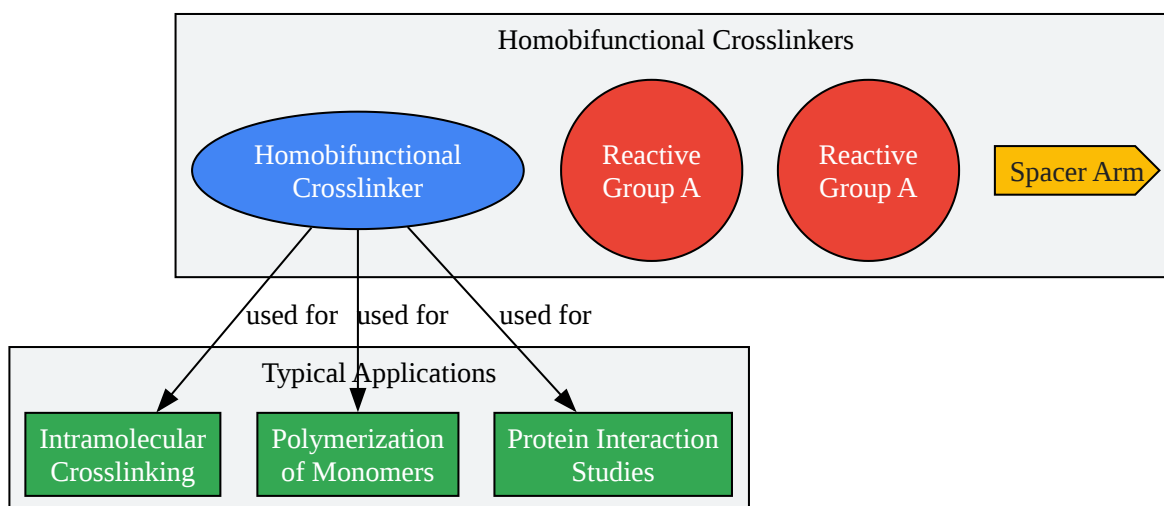 Homobifunctional Crosslinkers
Homobifunctional
Crosslinker
Reactive
Group A
Reactive
Group A
Spacer Arm
used for
used for
used for
Typical Applications
Intramolecular
Crosslinking
Polymerization
of Monomers
Protein Interaction
Studies